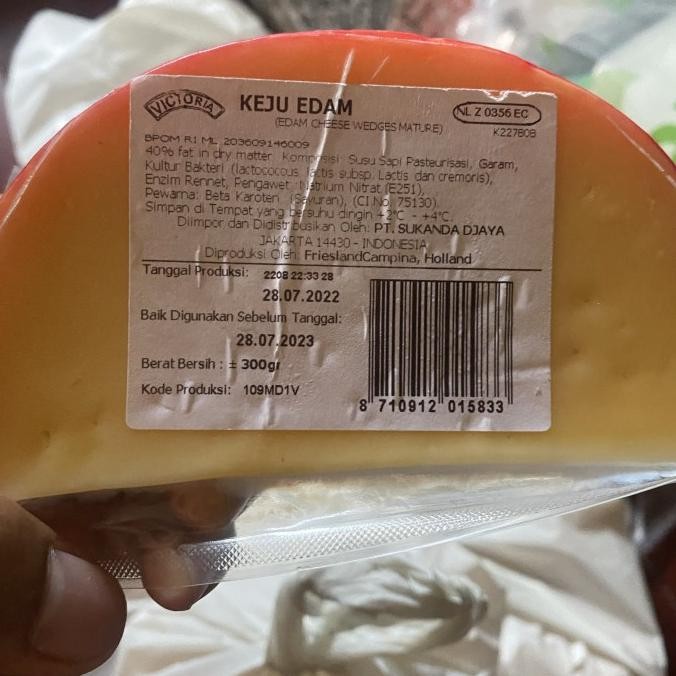 VICTORIA
KEJU EDAM
(EDAM CHEESE WEDGES MATURE)
NL Z 0356 EC
K227808
BPOM RI ML 203609146009
40% fat in dry matter. Komposisi: Susu Sapi Pasteurisasi, Garam,
Kultur Bakteri (lactococous lactis subsp. Lactis dan cremoris),
Enzim Rennet, Pengawet Natrium Nitrat (E251),
Pewarna: Beta Karoten (Sayuran), (CI No. 75130).
Simpan di Tempat yang bersuhu dingin +2°C - +4°C.
Diimpor dan Didistribusikan Oleh: PT. SUKANDA DJAYA
JAKARTA 14430 - INDONESIA
Diproduksi Oleh: FrieslandCampina, Holland
Tanggal Produksi: 2208 22:33 28
28.07.2022
Baik Digunakan Sebelum Tanggal:
28.07.2023
Berat Bersih : ± 300gr
Kode Produksi: 109MD1V
8 710912 015833